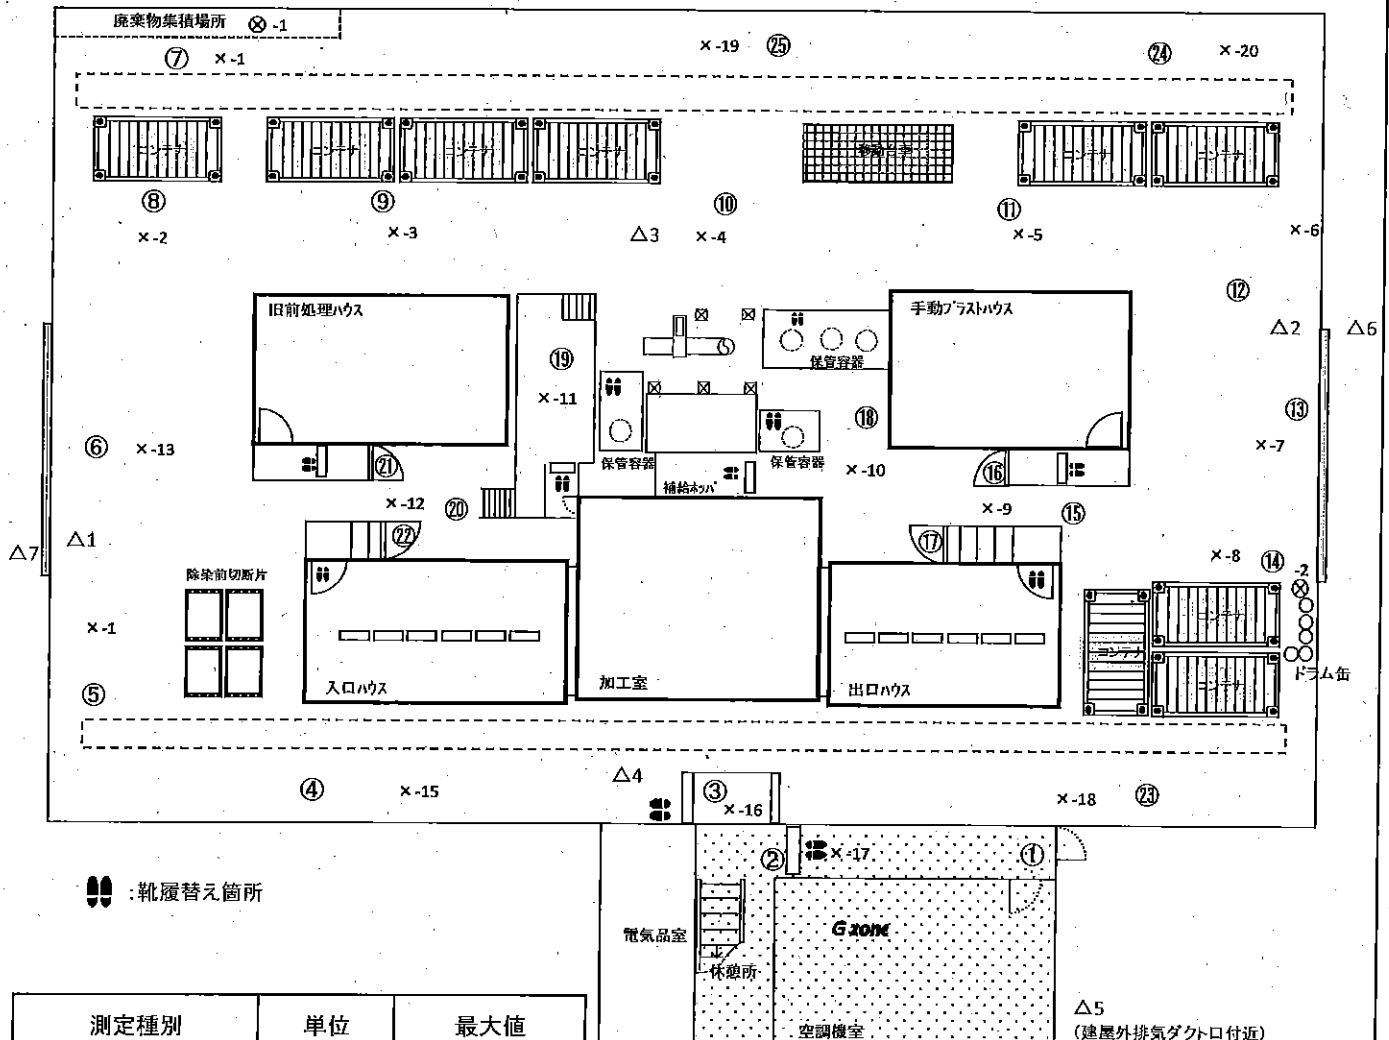 廃棄物集積場所 ⊗ -1
⑦ ×-1 ×-19 ㉕ ㉔ ×-20
コンテナ コンテナ コンテナ コンテナ 移動台車 コンテナ コンテナ
⑧ ⑨ ⑩ ⑪
×-2 ×-3 △3 ×-4 ×-5 ×-6
⑫
旧前処理ハウス 手動ブラストハウス
△2 △6
⑲ 保管容器
×-11 ⑱ ⑬
⑥ ×-13 ×-7
㉑ 保管容器 保管容器 ×-10 ⑯
補給ホッパ
×-12 ⑳ ×-9 ⑮
△7 △1 ㉒ ⑰
×-8 ⑭ -2
除染前切断片
×-1
コンテナ コンテナ
コンテナ ドラム缶
⑤ 入口ハウス 加工室 出口ハウス
④ ×-15 △4 ③ ×-16 ×-18 ㉓
② ×-17 ①
:靴履替え箇所
電気品室 G zone
休憩所
△5
測定種別 単位 最大値 空調機室 (建屋外排気ダクト口付近)